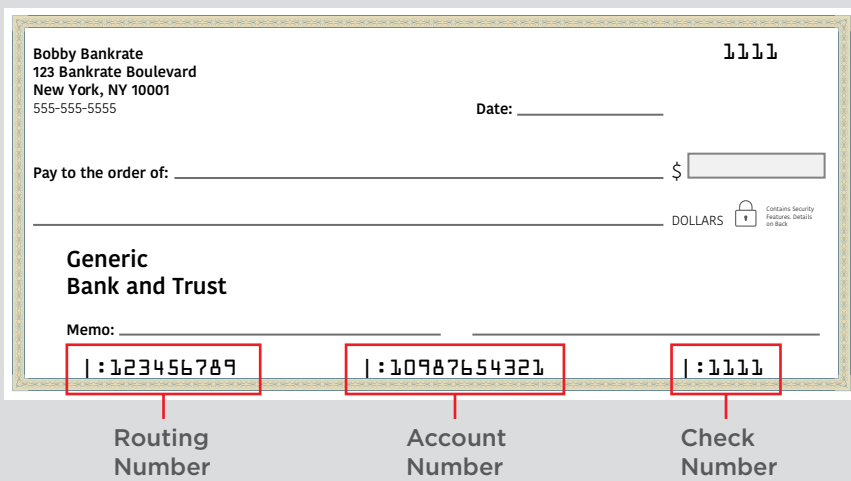 Bobby Bankrate 1111
123 Bankrate Boulevard
New York, NY 10001
555-555-5555
Date:
Pay to the order of: $
DOLLARS
Contains Security
Features. Details
on Back
Generic
Bank and Trust
Memo:
|:123456789 |:10987654321 |:1111
Routing Number
Account Number
Check Number